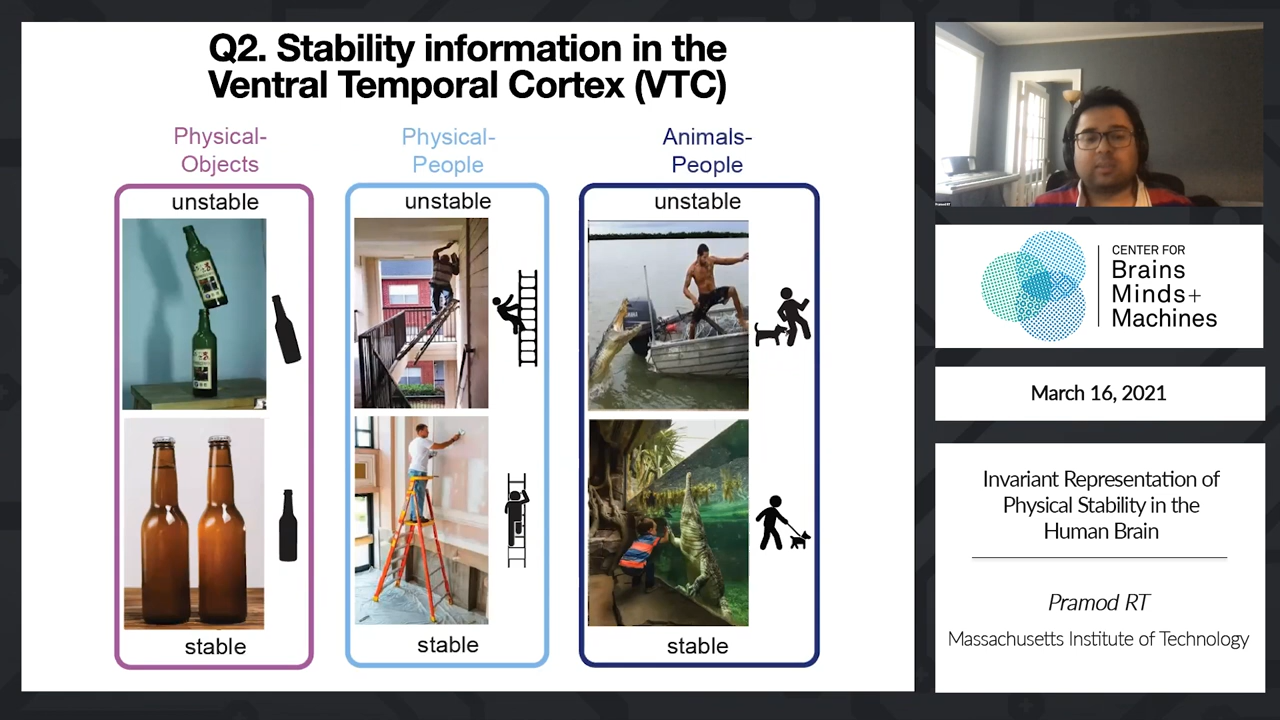 Q2. Stability information in the
Ventral Temporal Cortex (VTC)
Physical-
Objects
Physical-
People
Animals-
People
unstable
unstable
unstable
stable
stable
stable
Pramod RT
CENTER FOR
Brains
Minds+
Machines
March 16, 2021
Invariant Representation of
Physical Stability in the
Human Brain
Pramod RT
Massachusetts Institute of Technology